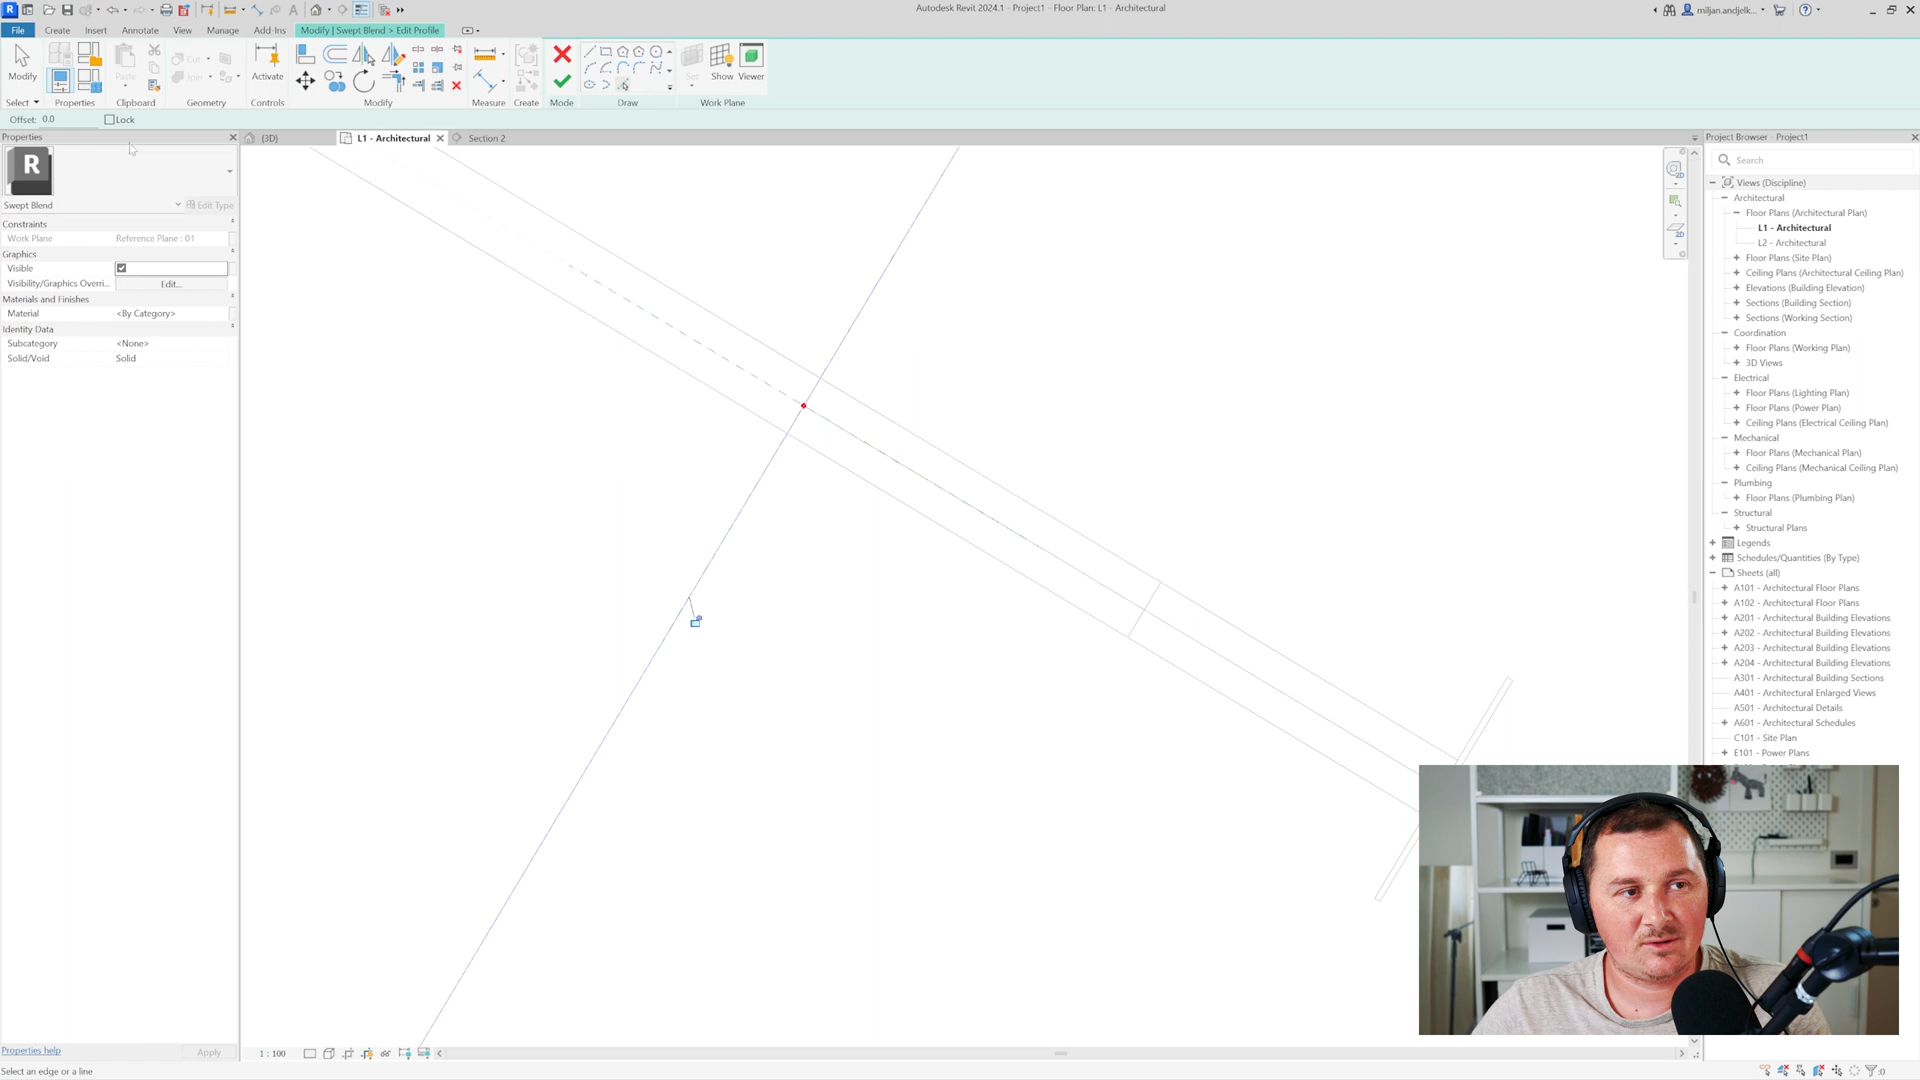 Autodesk Revit 2024.1 - Project1 - Floor Plan: L1 - Architectural
miljan.andjelk...
File
Create
Insert
Annotate
View
Manage
Add-Ins
Modify | Swept Blend > Edit Profile
Modify
Paste
Cut
Join
Activate
Create
Set
Show
Viewer
Select
Properties
Clipboard
Geometry
Controls
Modify
Measure
Create
Mode
Draw
Work Plane
Offset: 0.0
Lock
Properties
R
Swept Blend
Edit Type
Constraints
Work Plane
Reference Plane : 01
Graphics
Visible
Visibility/Graphics Overri...
Edit...
Materials and Finishes
Material
<By Category>
Identity Data
Subcategory
<None>
Solid/Void
Solid
Properties help
Apply
Select an edge or a line
{3D}
L1 - Architectural
Section 2
2D
2D
1 : 100
Project Browser - Project1
Search
Views (Discipline)
Architectural
Floor Plans (Architectural Plan)
L1 - Architectural
L2 - Architectural
Floor Plans (Site Plan)
Ceiling Plans (Architectural Ceiling Plan)
Elevations (Building Elevation)
Sections (Building Section)
Sections (Working Section)
Coordination
Floor Plans (Working Plan)
3D Views
Electrical
Floor Plans (Lighting Plan)
Floor Plans (Power Plan)
Ceiling Plans (Electrical Ceiling Plan)
Mechanical
Floor Plans (Mechanical Plan)
Ceiling Plans (Mechanical Ceiling Plan)
Plumbing
Floor Plans (Plumbing Plan)
Structural
Structural Plans
Legends
Schedules/Quantities (By Type)
Sheets (all)
A101 - Architectural Floor Plans
A102 - Architectural Floor Plans
A201 - Architectural Building Elevations
A202 - Architectural Building Elevations
A203 - Architectural Building Elevations
A204 - Architectural Building Elevations
A301 - Architectural Building Sections
A401 - Architectural Enlarged Views
A501 - Architectural Details
A601 - Architectural Schedules
C101 - Site Plan
E101 - Power Plans
:0